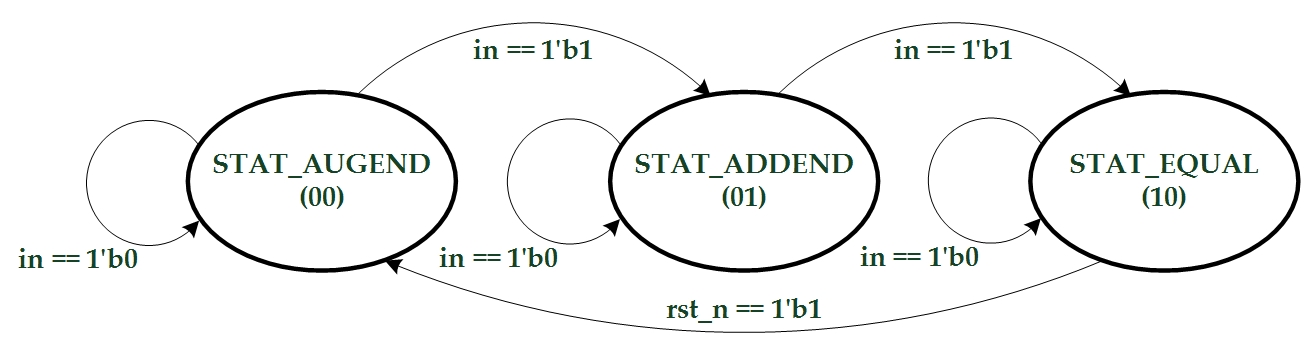 in == 1'b1
in == 1'b1
STAT_AUGEND
(00)
STAT_ADDEND
(01)
STAT_EQUAL
(10)
in == 1'b0
in == 1'b0
in == 1'b0
rst_n == 1'b1